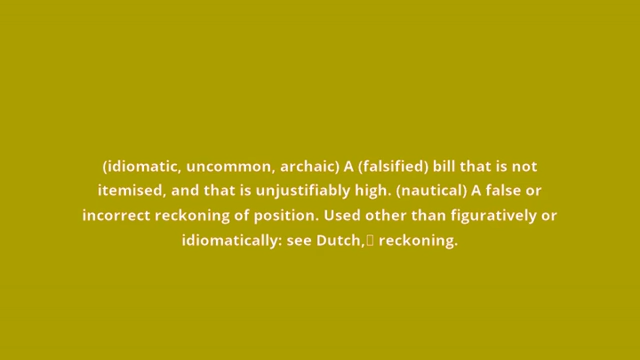 (idiomatic, uncommon, archaic) A (falsified) bill that is not
itemised, and that is unjustifiably high. (nautical) A false or
incorrect reckoning of position. Used other than figuratively or
idiomatically: see Dutch,▯ reckoning.